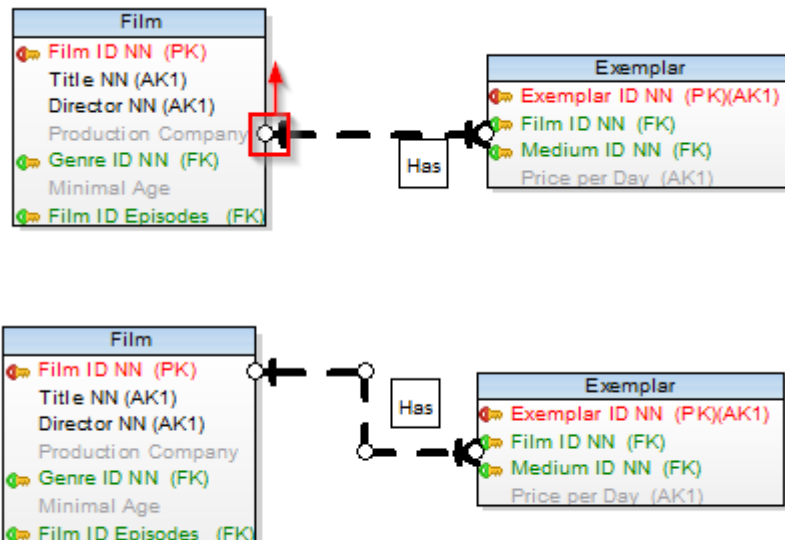 Film
Film ID NN (PK)
Title NN (AK1)
Director NN (AK1)
Production Company
Genre ID NN (FK)
Minimal Age
Film ID Episodes (FK)
Has
Exemplar
Exemplar ID NN (PK)(AK1)
Film ID NN (FK)
Medium ID NN (FK)
Price per Day (AK1)
Film
Film ID NN (PK)
Title NN (AK1)
Director NN (AK1)
Production Company
Genre ID NN (FK)
Minimal Age
Film ID Episodes (FK)
Has
Exemplar
Exemplar ID NN (PK)(AK1)
Film ID NN (FK)
Medium ID NN (FK)
Price per Day (AK1)